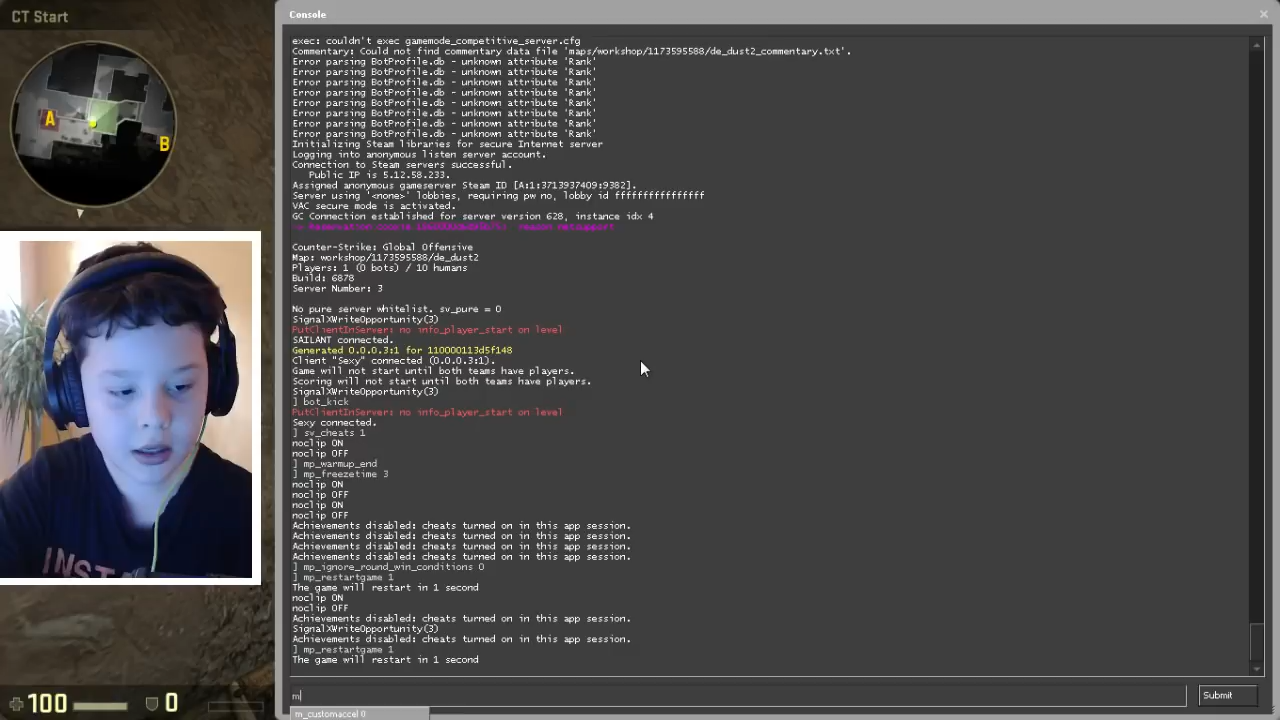 CT Start
A
B
100
0
Console
exec: couldn't exec gamemode_competitive_server.cfg
Commentary: Could not find commentary data file 'maps/workshop/1173595588/de_dust2_commentary.txt'.
Error parsing BotProfile.db - unknown attribute 'Rank'
Error parsing BotProfile.db - unknown attribute 'Rank'
Error parsing BotProfile.db - unknown attribute 'Rank'
Error parsing BotProfile.db - unknown attribute 'Rank'
Error parsing BotProfile.db - unknown attribute 'Rank'
Error parsing BotProfile.db - unknown attribute 'Rank'
Error parsing BotProfile.db - unknown attribute 'Rank'
Error parsing BotProfile.db - unknown attribute 'Rank'
Initializing Steam libraries for secure Internet server
Logging into anonymous listen server account.
Connection to Steam servers successful.
Public IP is 5.12.58.233.
Assigned anonymous gameserver Steam ID [A:1:3713937409:9382].
Server using '<none>' lobbies, requiring pw no, lobby id ffffffffffffffff
VAC secure mode is activated.
GC Connection established for server version 628, instance idx 4
Reservation cookie reason
Counter-Strike: Global Offensive
Map: workshop/1173595588/de_dust2
Players: 1 (0 bots) / 10 humans
Build: 6878
Server Number: 3
No pure server whitelist. sv_pure = 0
SignalXWriteOpportunity(3)
PutClientInServer: no info_player_start on level
SAILANT connected.
Generated 0.0.0.3:1 for 110000113d5f148
Client "Sexy" connected (0.0.0.3:1).
Game will not start until both teams have players.
Scoring will not start until both teams have players.
SignalXWriteOpportunity(3)
] bot_kick
PutClientInServer: no info_player_start on level
Sexy connected.
] sv_cheats 1
noclip ON
noclip OFF
] mp_warmup_end
] mp_freezetime 3
noclip ON
noclip OFF
noclip ON
noclip OFF
Achievements disabled: cheats turned on in this app session.
Achievements disabled: cheats turned on in this app session.
Achievements disabled: cheats turned on in this app session.
Achievements disabled: cheats turned on in this app session.
] mp_ignore_round_win_conditions 0
] mp_restartgame 1
The game will restart in 1 second
noclip ON
noclip OFF
Achievements disabled: cheats turned on in this app session.
SignalXWriteOpportunity(3)
Achievements disabled: cheats turned on in this app session.
] mp_restartgame 1
The game will restart in 1 second
m
Submit
m_customaccel 0
INST